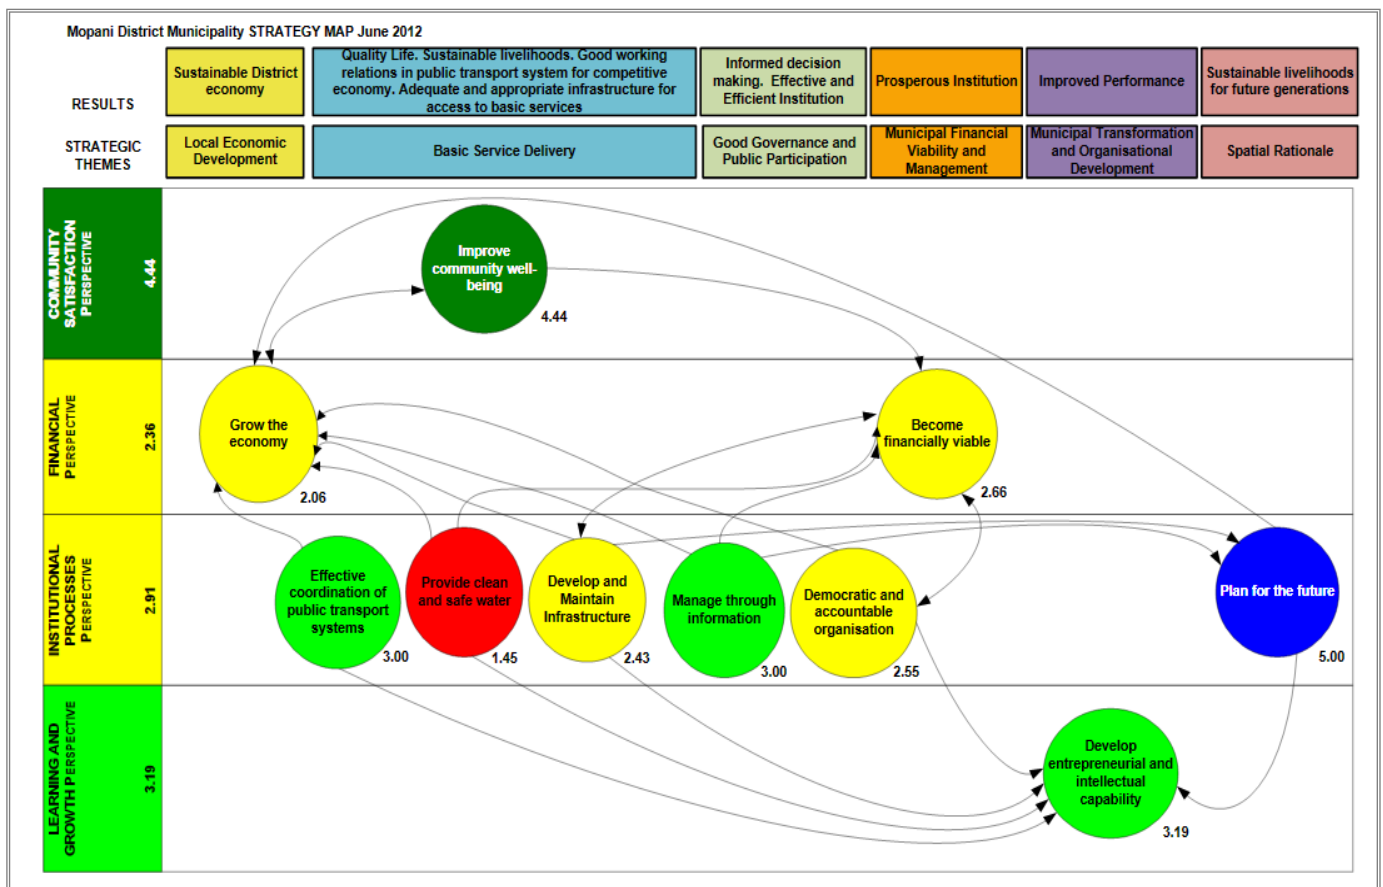 Mopani District Municipality STRATEGY MAP June 2012
RESULTS
Sustainable District
economy
Quality Life. Sustainable livelihoods. Good working
relations in public transport system for competitive
economy. Adequate and appropriate infrastructure for
access to basic services
Informed decision
making. Effective and
Efficient Institution
Prosperous Institution
Improved Performance
Sustainable livelihoods
for future generations
STRATEGIC
THEMES
Local Economic
Development
Basic Service Delivery
Good Governance and
Public Participation
Municipal Financial
Viability and
Management
Municipal Transformation
and Organisational
Development
Spatial Rationale
COMMUNITY
SATISFACTION
PERSPECTIVE
4.44
Improve
community well-
being
4.44
FINANCIAL
PERSPECTIVE
2.36
Grow the
economy
2.06
Become
financially viable
2.66
INSTITUTIONAL
PROCESSES
PERSPECTIVE
2.91
Effective
coordination of
public transport
systems
3.00
Provide clean
and safe water
1.45
Develop and
Maintain
Infrastructure
2.43
Manage through
information
3.00
Democratic and
accountable
organisation
2.55
Plan for the future
5.00
LEARNING AND
GROWTH PERSPECTIVE
3.19
Develop
entrepreneurial and
intellectual
capability
3.19